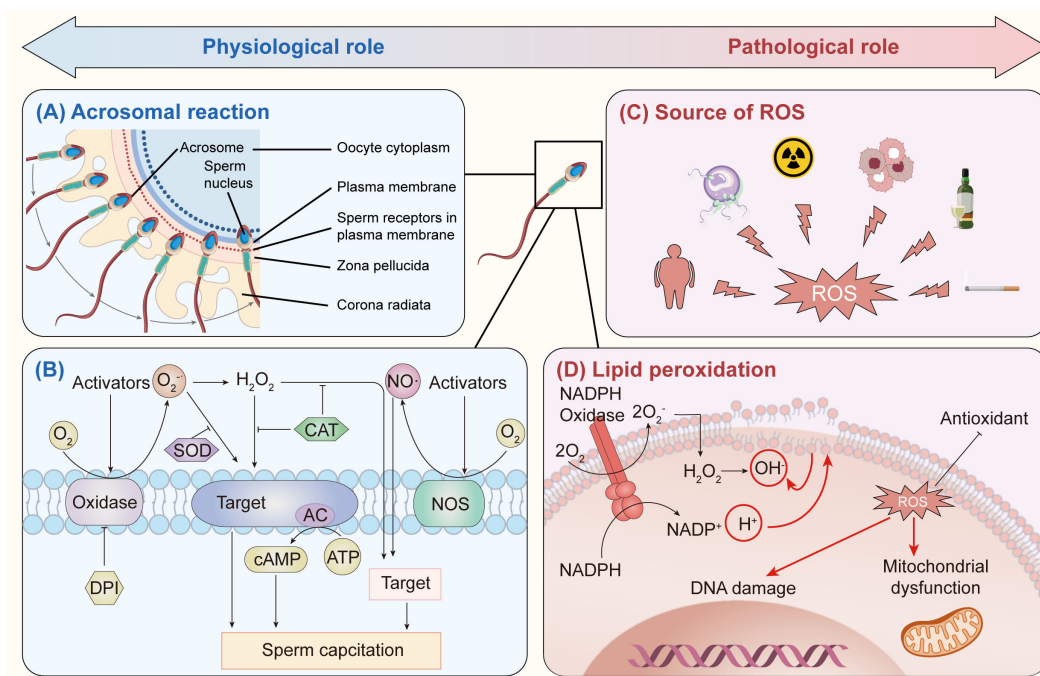 Physiological role
Pathological role
(A) Acrosomal reaction
Acrosome
Sperm
nucleus
Oocyte cytoplasm
Plasma membrane
Sperm receptors in
plasma membrane
Zona pellucida
Corona radiata
(C) Source of ROS
ROS
(B)
Activators
O₂⁻·
H₂O₂
NO·
Activators
O₂
SOD
CAT
O₂
Oxidase
Target
AC
NOS
DPI
cAMP
ATP
Target
Sperm capcitation
(D) Lipid peroxidation
NADPH
Oxidase
2O₂⁻
2O₂
H₂O₂
OH⁻
NADP⁺
H⁺
NADPH
Antioxidant
ROS
DNA damage
Mitochondrial
dysfunction